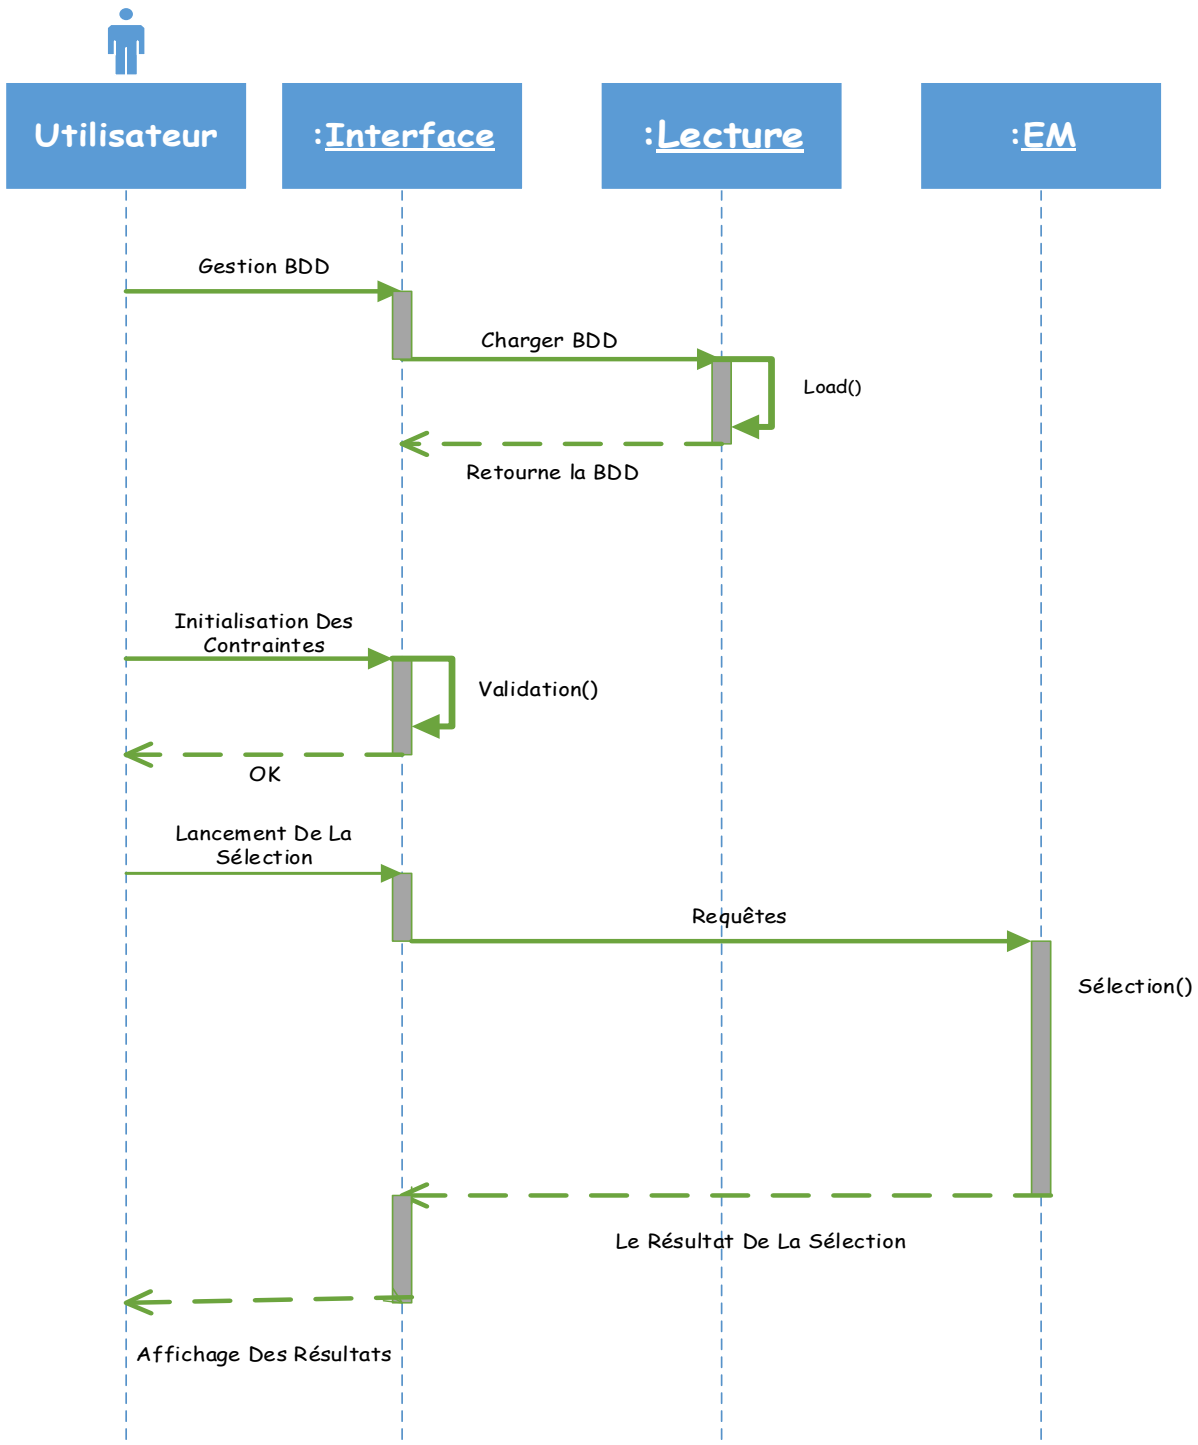 Utilisateur
:Interface
:Lecture
:EM
Gestion BDD
Charger BDD
Load()
Retourne la BDD
Initialisation Des
Contraintes
Validation()
OK
Lancement De La
Sélection
Requêtes
Sélection()
Le Résultat De La Sélection
Affichage Des Résultats